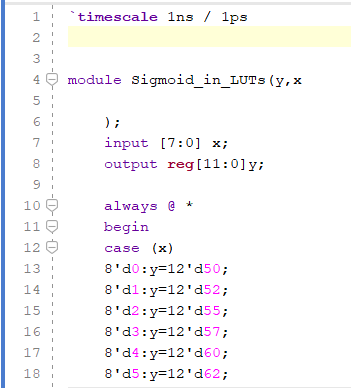 1 `timescale 1ns / 1ps
2
3
4 module Sigmoid_in_LUTs(y,x
5
6 );
7 input [7:0] x;
8 output reg[11:0]y;
9
10 always @ *
11 begin
12 case (x)
13 8'd0:y=12'd50;
14 8'd1:y=12'd52;
15 8'd2:y=12'd55;
16 8'd3:y=12'd57;
17 8'd4:y=12'd60;
18 8'd5:y=12'd62;